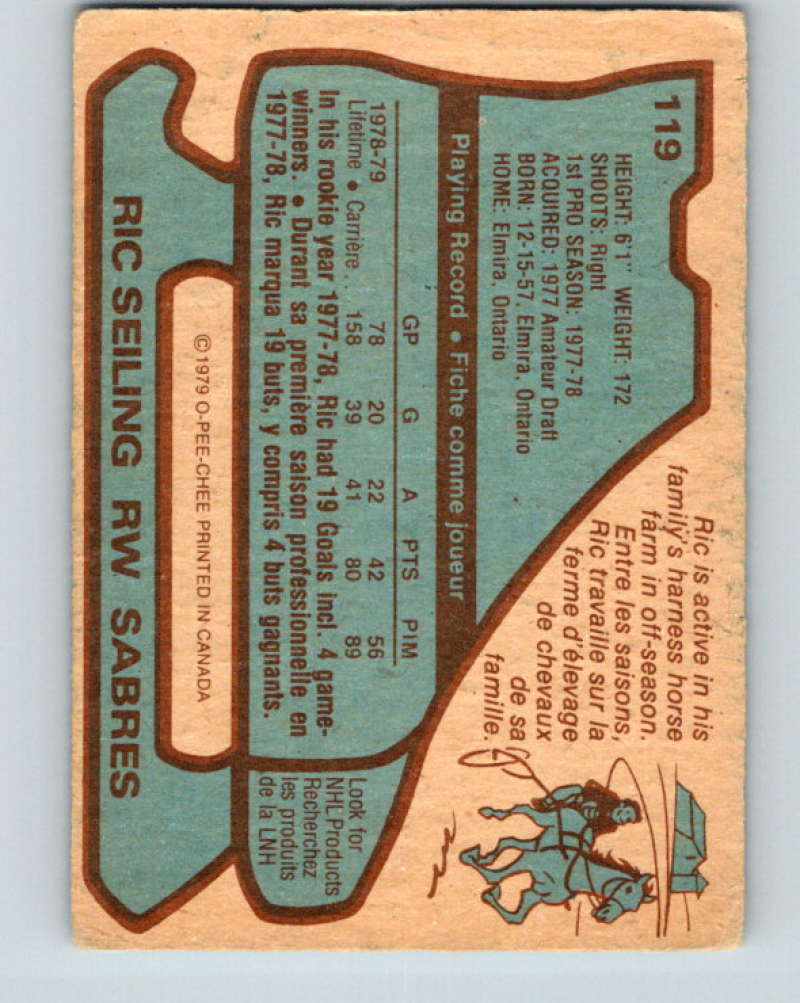 119
HEIGHT: 6'1" WEIGHT: 172
SHOOTS: Right
1st PRO SEASON: 1977-78
ACQUIRED: 1977 Amateur Draft
BORN: 12-15-57, Elmira, Ontario
HOME: Elmira, Ontario
Ric is active in his
family's harness horse
farm in off-season.
Entre les saisons,
Ric travaille sur la
ferme d'élevage
de chevaux
de sa
famille.
Playing Record • Fiche comme joueur
GP G A PTS PIM
1978-79 78 20 22 42 56
Lifetime • Carrière . . 158 39 41 80 89
In his rookie year 1977-78, Ric had 19 Goals incl. 4 game-
winners. • Durant sa première saison professionnelle en
1977-78, Ric marqua 19 buts, y compris 4 buts gagnants.
Look for
NHL Products
Recherchez
les produits
de la LNH
©1979 O-PEE-CHEE PRINTED IN CANADA
RIC SEILING RW SABRES